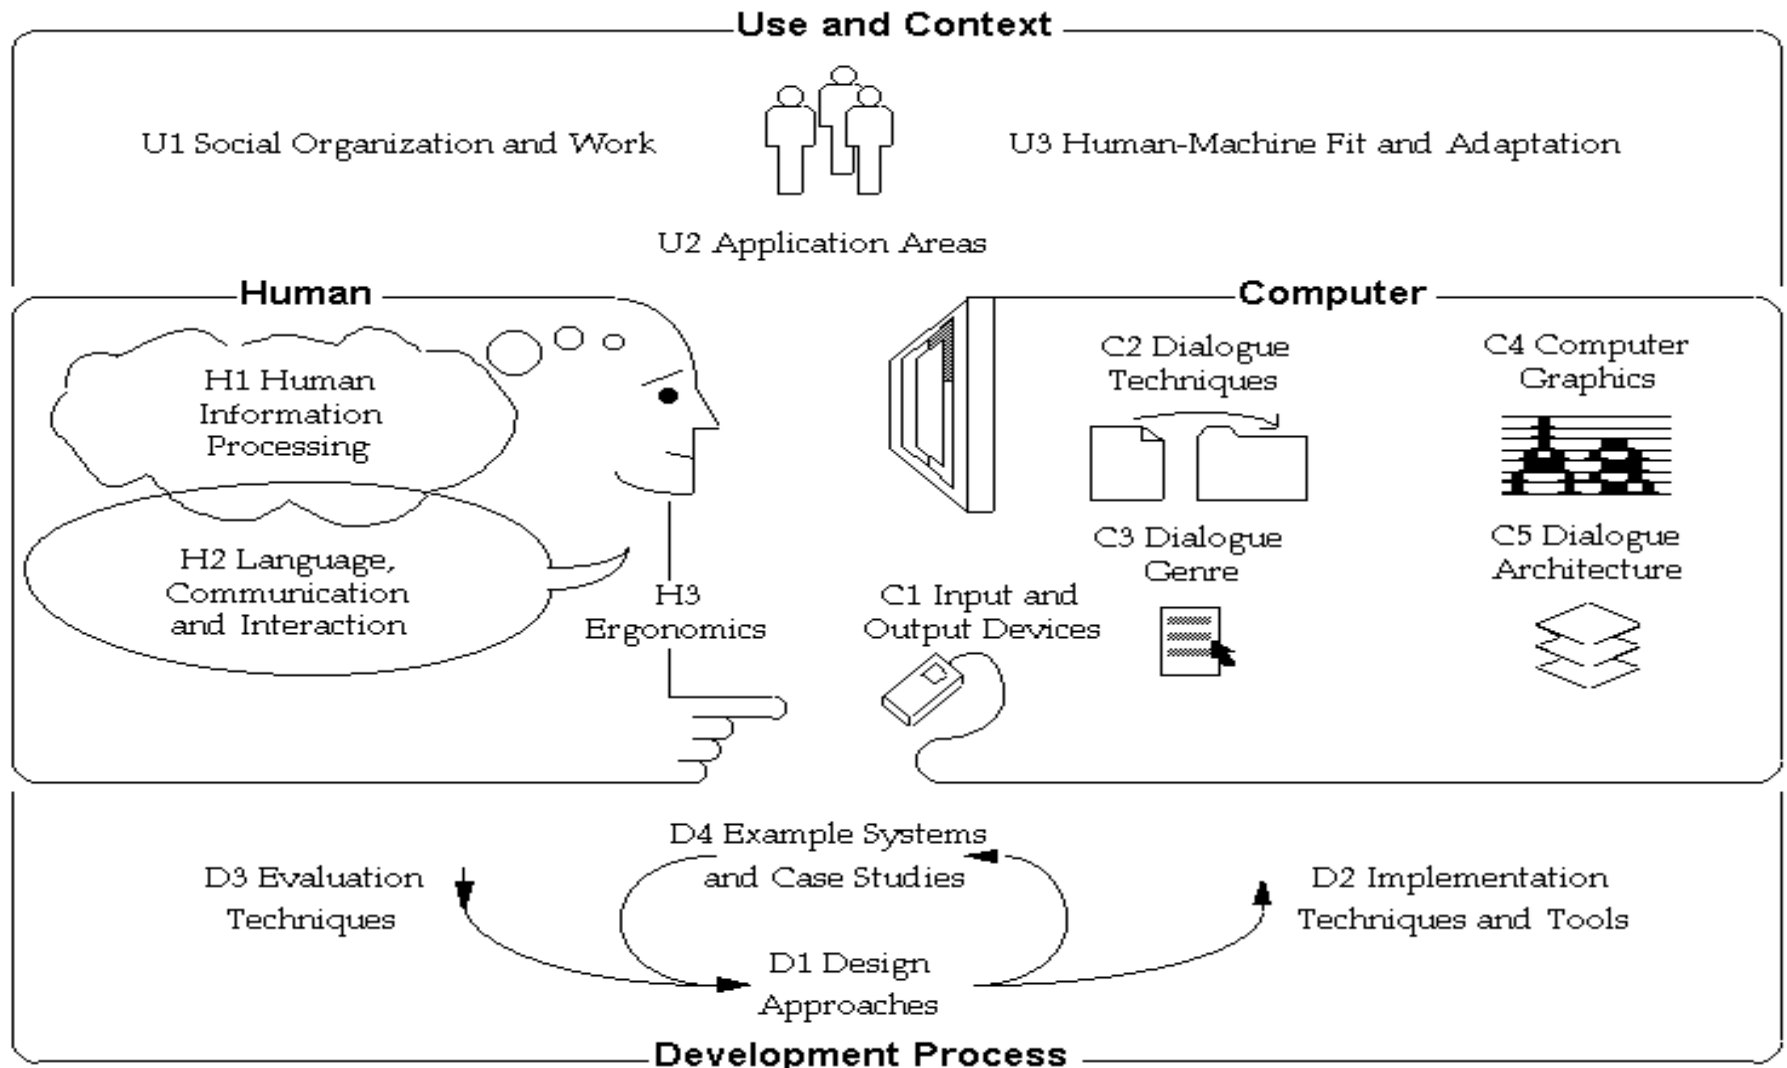 Use and Context
U1 Social Organization and Work
U3 Human-Machine Fit and Adaptation
U2 Application Areas
Human
H1 Human
Information
Processing
H2 Language,
Communication
and Interaction
H3
Ergonomics
Computer
C1 Input and
Output Devices
C2 Dialogue
Techniques
C3 Dialogue
Genre
C4 Computer
Graphics
Aa
C5 Dialogue
Architecture
D3 Evaluation
Techniques
D4 Example Systems
and Case Studies
D1 Design
Approaches
D2 Implementation
Techniques and Tools
Development Process